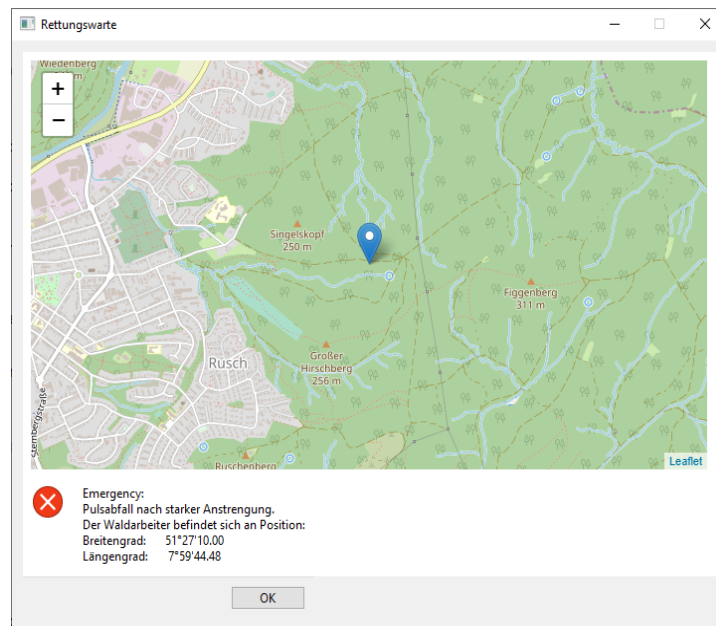 Rettungswarte
Wiedenberg
+
−
Singelskopf
250 m
Figgenberg
311 m
Großer
Hirschberg
256 m
Rusch
Stembergstraße
Ruschenberg
Leaflet
Emergency:
Pulsabfall nach starker Anstrengung.
Der Waldarbeiter befindet sich an Position:
Breitengrad: 51°27'10.00
Längengrad: 7°59'44.48
OK